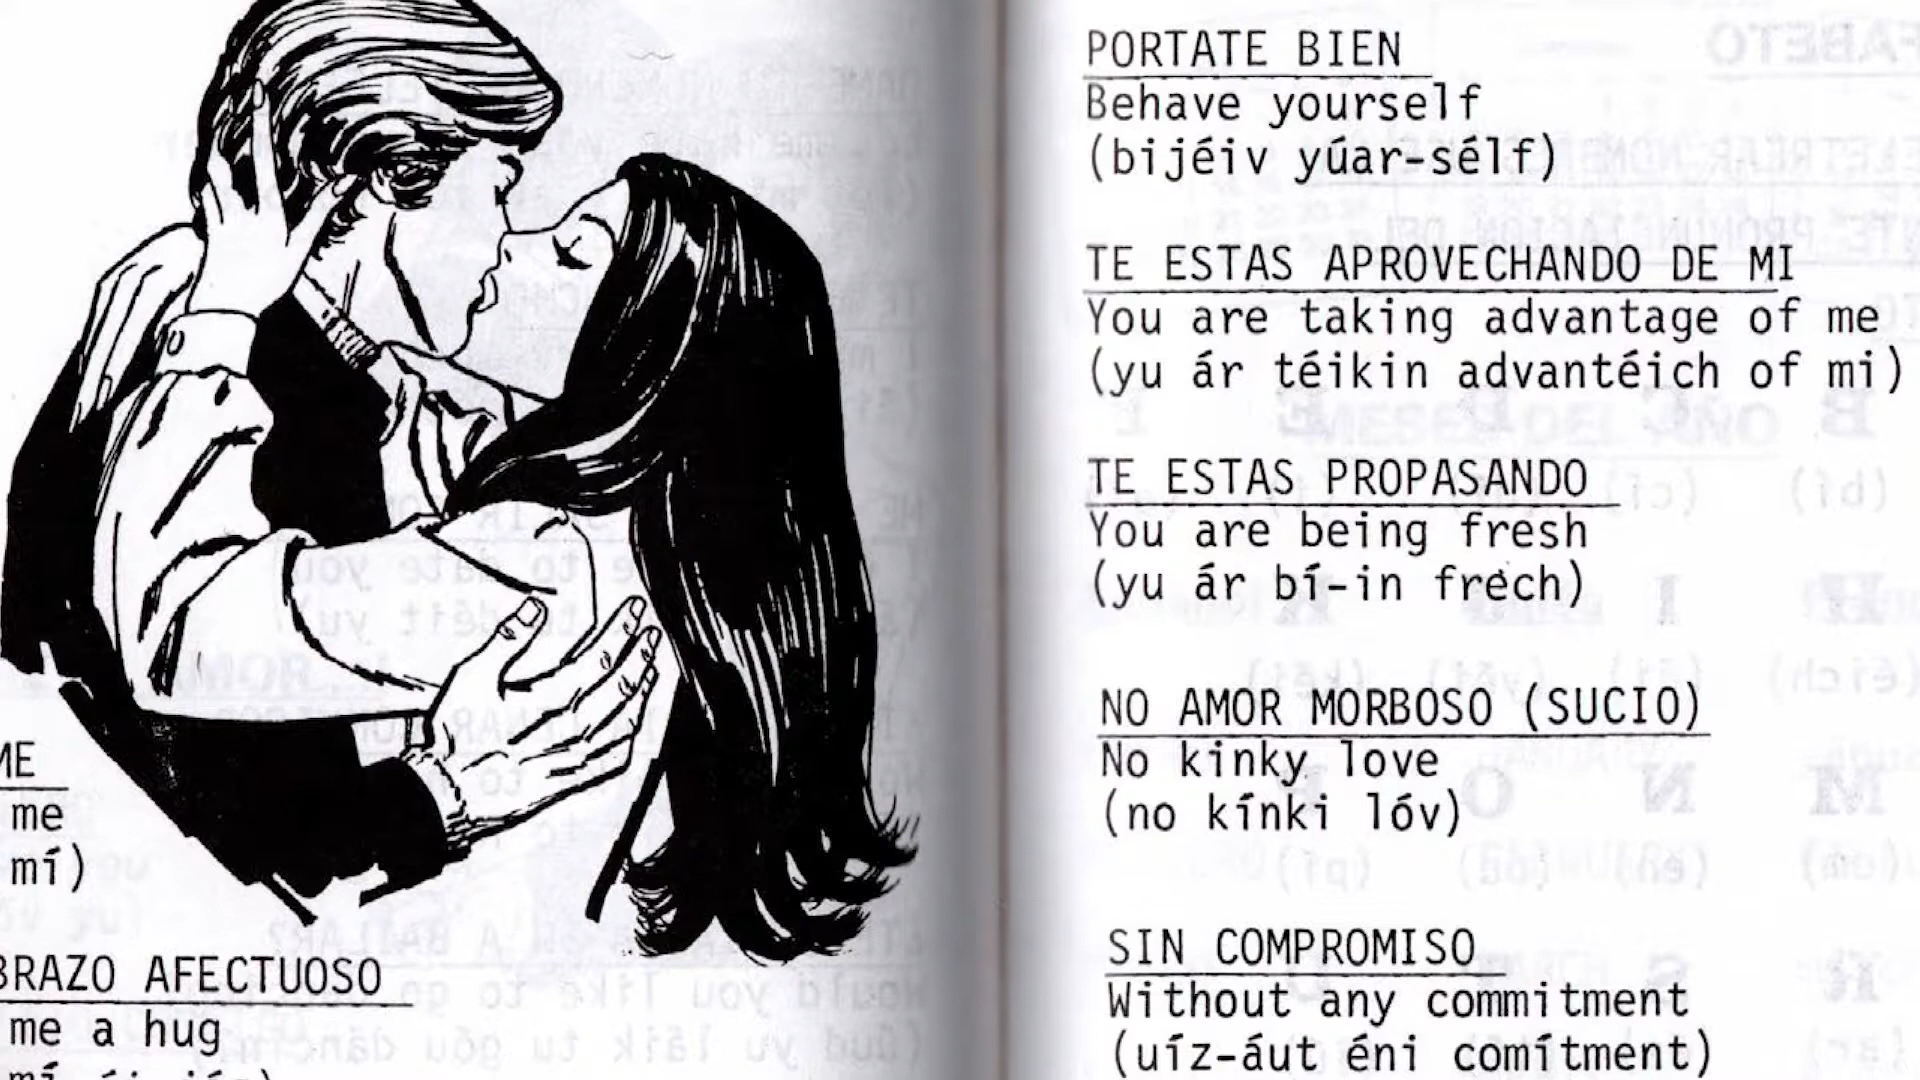 ME
me
mí)
BRAZO AFECTUOSO
me a hug
PORTATE BIEN
Behave yourself
(bijéiv yúar-sélf)
TE ESTAS APROVECHANDO DE MI
You are taking advantage of me
(yu ár téikin advantéich of mi)
TE ESTAS PROPASANDO
You are being fresh
(yu ár bí-in frech)
NO AMOR MORBOSO (SUCIO)
No kinky love
(no kínki lóv)
SIN COMPROMISO
Without any commitment
(uíz-áut éni comítment)